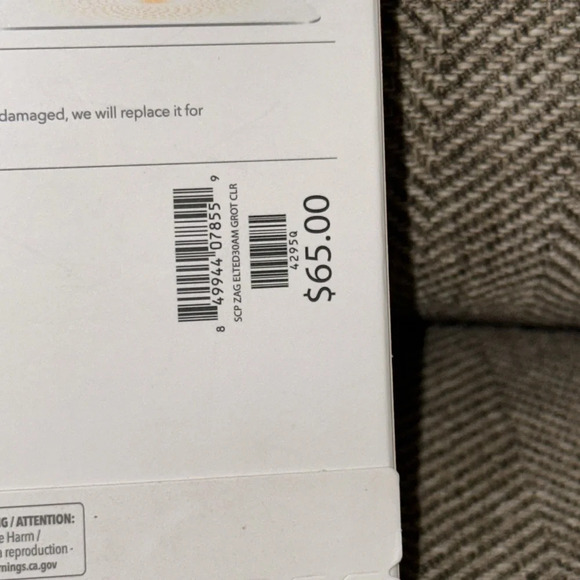 damaged, we will replace it for
8 49944 07855 9
SCP ZAG ELTED30AM GROT CLR
4295Q
$65.00
G / ATTENTION:
e Harm /
reproduction -
nings.ca.gov